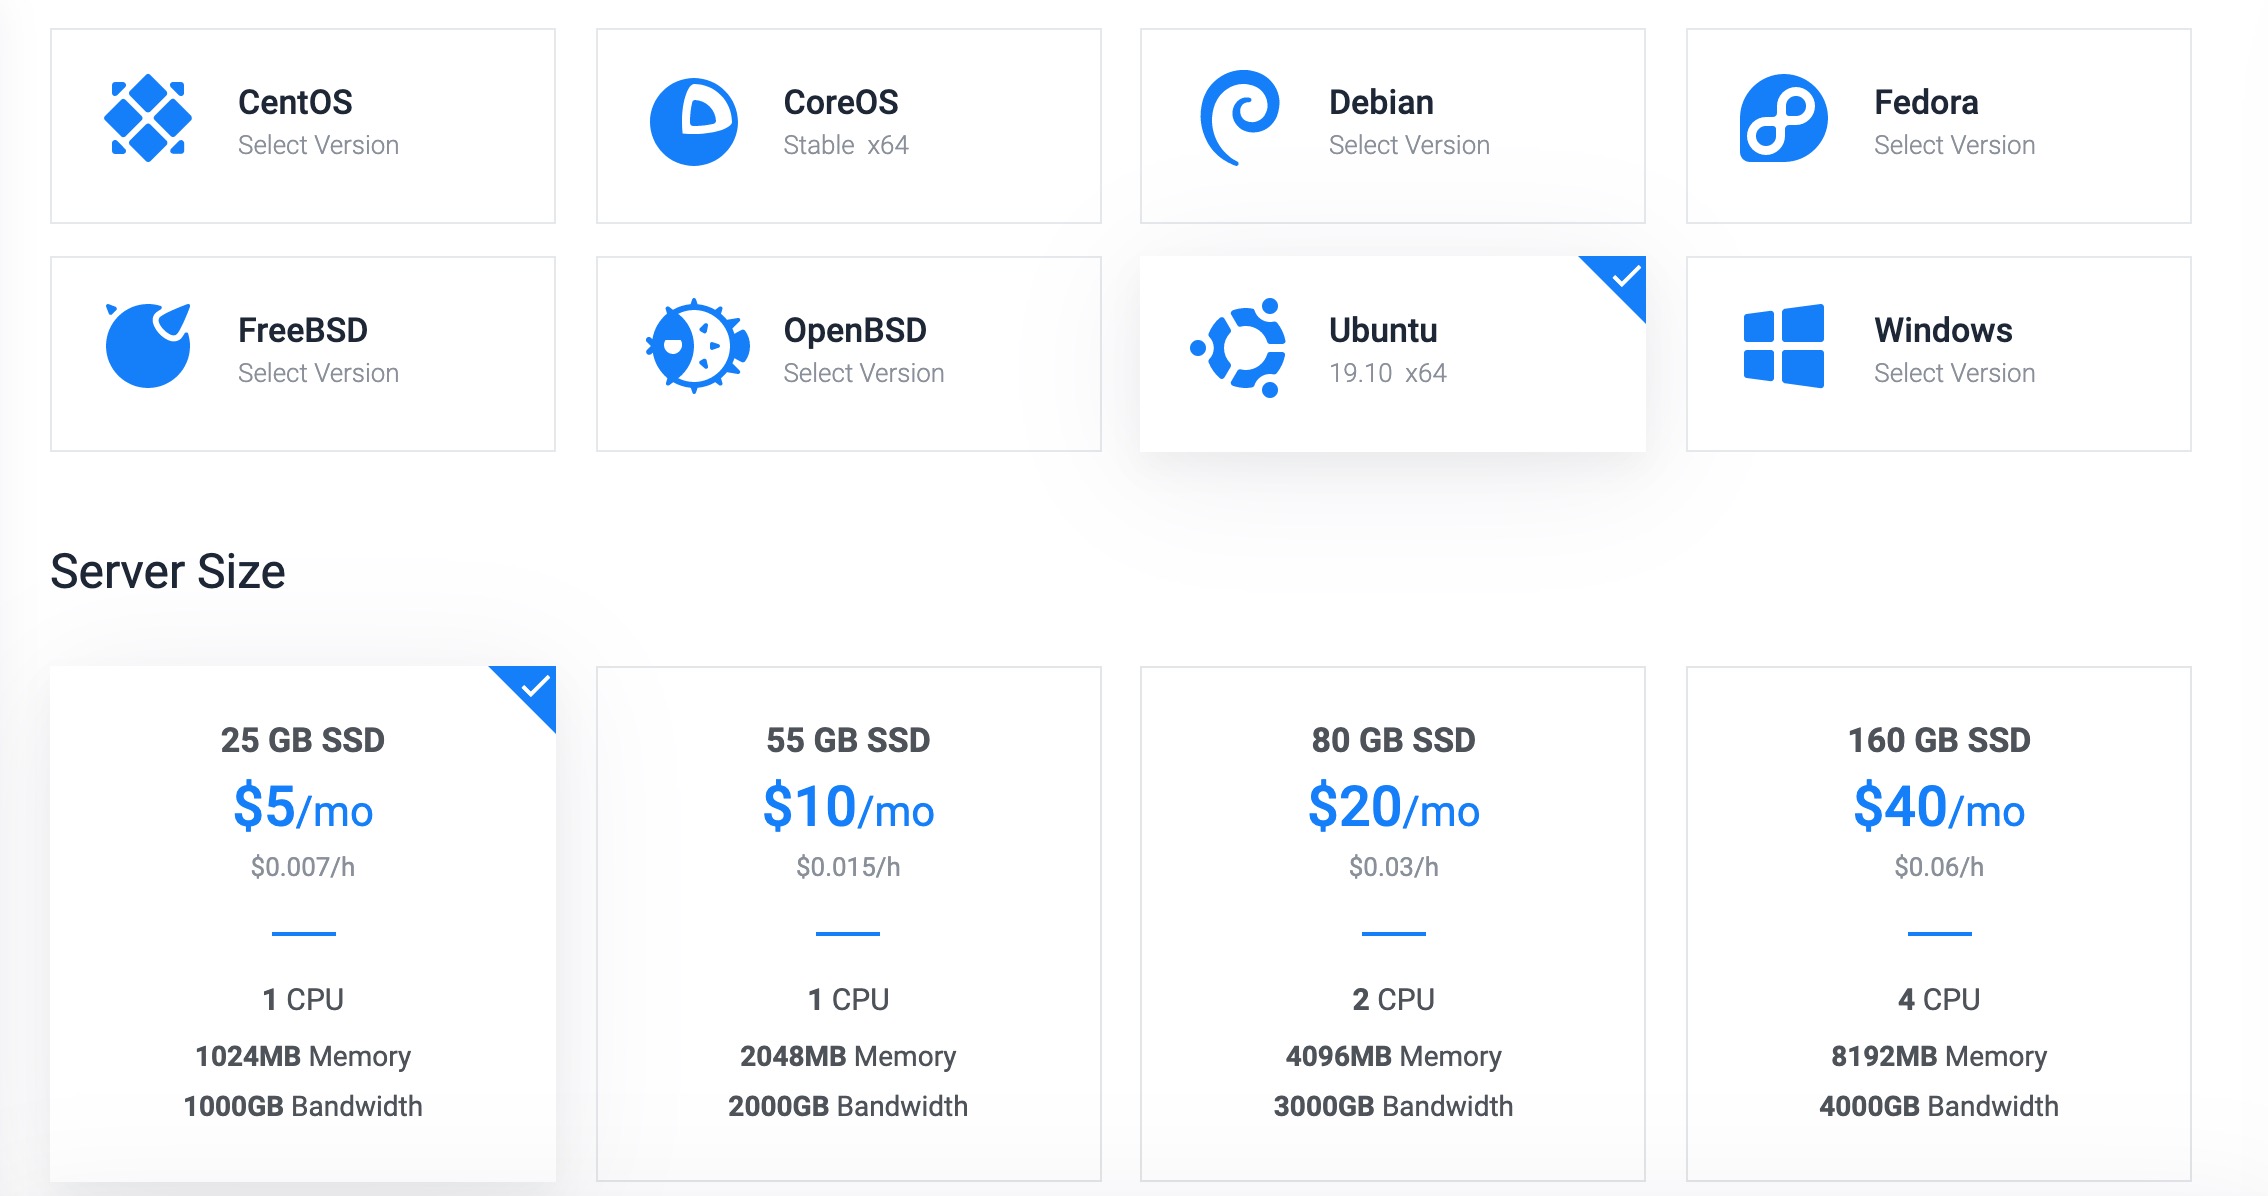 CentOS
Select Version
CoreOS
Stable x64
Debian
Select Version
Fedora
Select Version
FreeBSD
Select Version
OpenBSD
Select Version
Ubuntu
19.10 x64
Windows
Select Version
Server Size
25 GB SSD
$5/mo
$0.007/h
1 CPU
1024MB Memory
1000GB Bandwidth
55 GB SSD
$10/mo
$0.015/h
1 CPU
2048MB Memory
2000GB Bandwidth
80 GB SSD
$20/mo
$0.03/h
2 CPU
4096MB Memory
3000GB Bandwidth
160 GB SSD
$40/mo
$0.06/h
4 CPU
8192MB Memory
4000GB Bandwidth